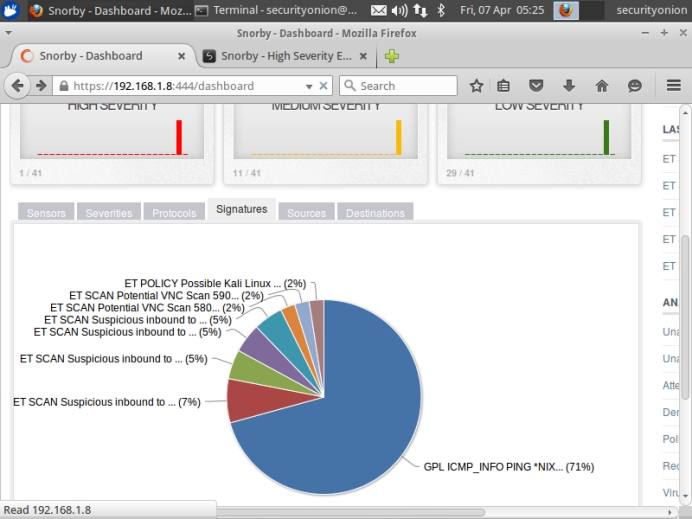 Snorby - Dashboard - Moz...
Terminal - securityonion@...
Fri, 07 Apr 05:25
securityonion
Snorby - Dashboard - Mozilla Firefox
Snorby - Dashboard
Snorby - High Severity E...
https://192.168.1.8:444/dashboard
Search
HIGH SEVERITY
MEDIUM SEVERITY
LOW SEVERITY
1 / 41
11 / 41
29 / 41
Sensors
Severities
Protocols
Signatures
Sources
Destinations
ET POLICY Possible Kali Linux ... (2%)
ET SCAN Potential VNC Scan 590... (2%)
ET SCAN Potential VNC Scan 580... (2%)
ET SCAN Suspicious inbound to ... (5%)
ET SCAN Suspicious inbound to ... (5%)
ET SCAN Suspicious inbound to ... (5%)
ET SCAN Suspicious inbound to ... (7%)
GPL ICMP_INFO PING *NIX... (71%)
LAS
ET
ET
ET
ET
ET
AN
Una
Una
Atte
Der
Poli
Rec
Viru
Read 192.168.1.8